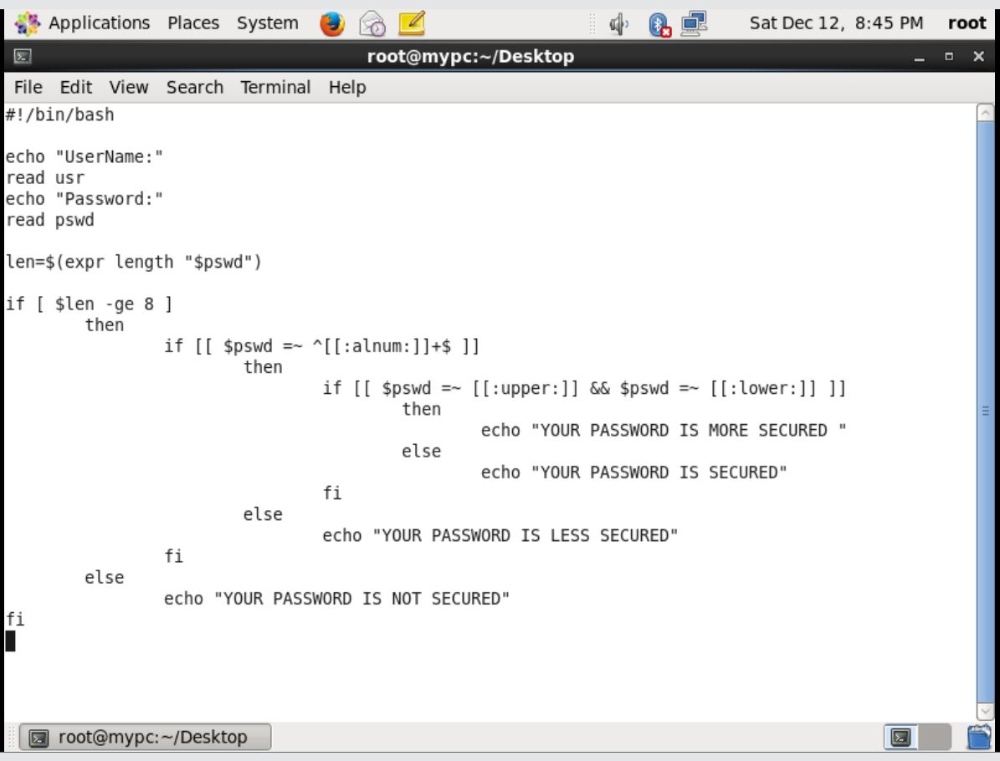 Applications Places System Sat Dec 12, 8:45 PM root
root@mypc:~/Desktop
File Edit View Search Terminal Help
#!/bin/bash

echo "UserName:"
read usr
echo "Password:"
read pswd

len=$(expr length "$pswd")

if [ $len -ge 8 ]
        then
                if [[ $pswd =~ ^[[:alnum:]]+$ ]]
                        then
                                if [[ $pswd =~ [[:upper:]] && $pswd =~ [[:lower:]] ]]
                                        then
                                                echo "YOUR PASSWORD IS MORE SECURED "
                                        else
                                                echo "YOUR PASSWORD IS SECURED"
                                fi
                        else
                                echo "YOUR PASSWORD IS LESS SECURED"
                fi
        else
                echo "YOUR PASSWORD IS NOT SECURED"
fi
root@mypc:~/Desktop